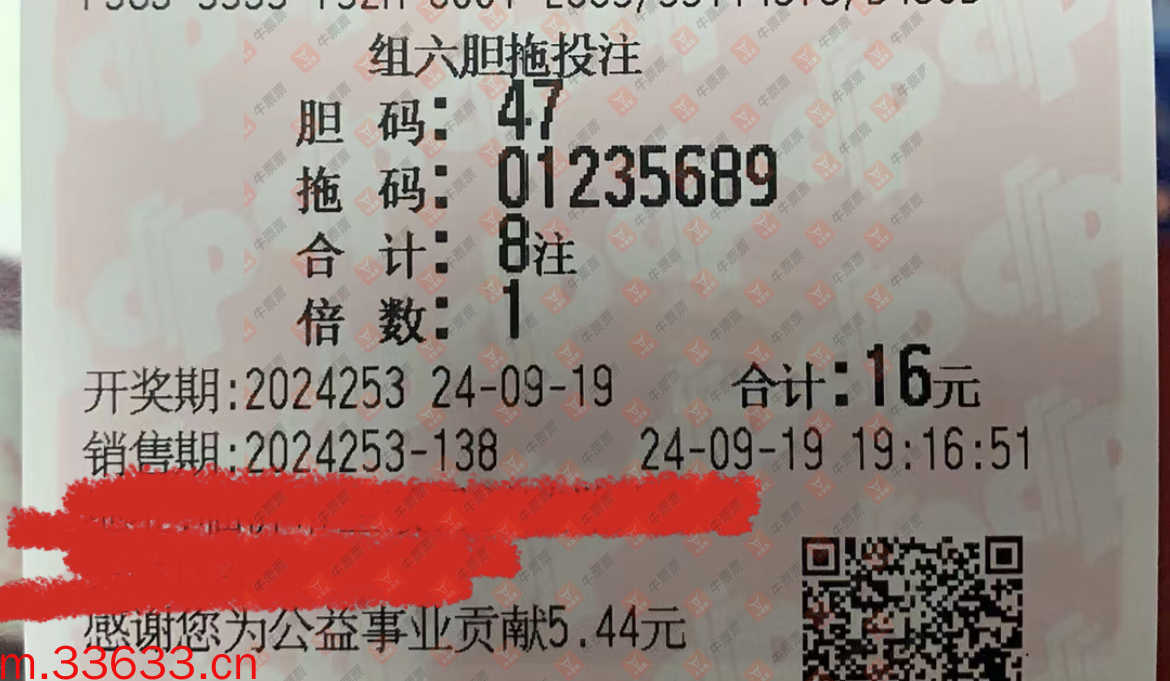 组六胆拖投注
胆 码: 47
拖 码: 01235689
合 计: 8注
倍 数: 1
开奖期:2024253 24-09-19 合计:16元
销售期:2024253-138 24-09-19 19:16:51
感谢您为公益事业贡献5.44元
m.33633.cn
牛票票